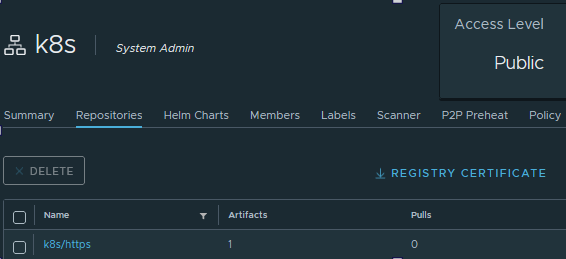 k8s System Admin
Access Level
Public
Summary Repositories Helm Charts Members Labels Scanner P2P Preheat Policy
× DELETE
REGISTRY CERTIFICATE
Name Artifacts Pulls
k8s/https 1 0